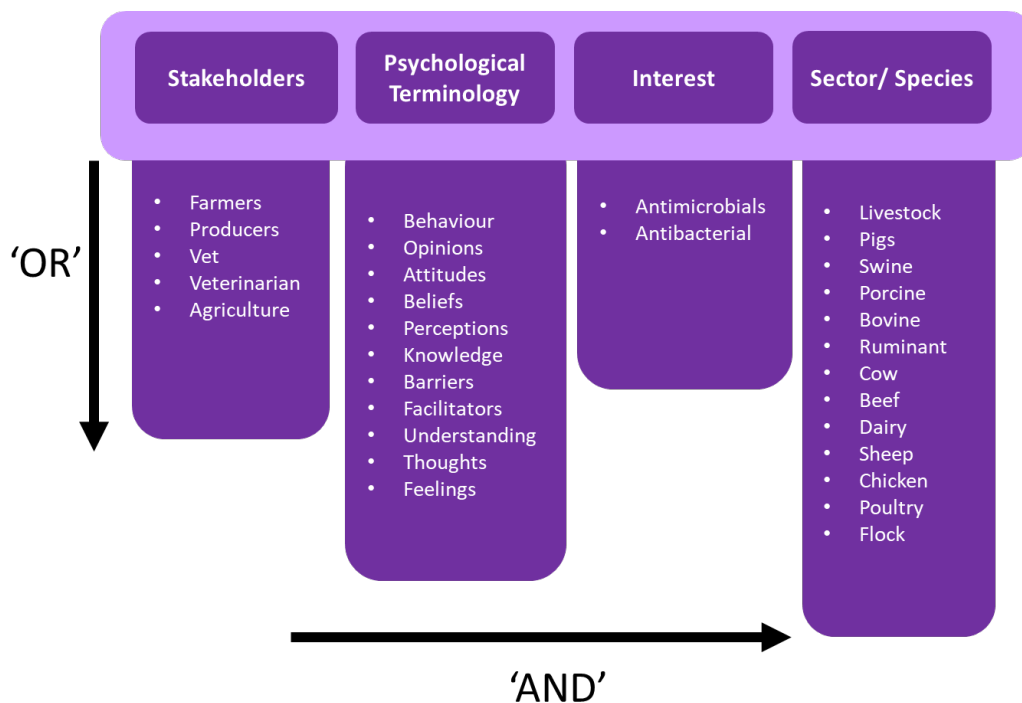 Stakeholders
Psychological
Terminology
Interest
Sector/ Species
‘OR’
• Farmers
• Producers
• Vet
• Veterinarian
• Agriculture
• Behaviour
• Opinions
• Attitudes
• Beliefs
• Perceptions
• Knowledge
• Barriers
• Facilitators
• Understanding
• Thoughts
• Feelings
• Antimicrobials
• Antibacterial
• Livestock
• Pigs
• Swine
• Porcine
• Bovine
• Ruminant
• Cow
• Beef
• Dairy
• Sheep
• Chicken
• Poultry
• Flock
‘AND’